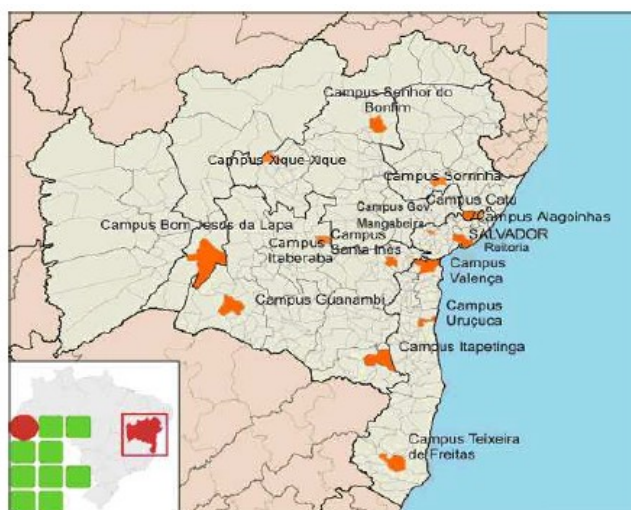 Campus Senhor do
Bonfim
Campus Xique-Xique
Campus Serrinha
Campus Catu
Campus Gov.
Mangabeira
Campus Alagoinhas
SALVADOR
Reitoria
Campus Bom Jesus da Lapa
Campus
Itaberaba
Campus
Santa Inês
Campus
Valença
Campus Guanambi
Campus
Uruçuca
Campus Itapetinga
Campus Teixeira
de Freitas